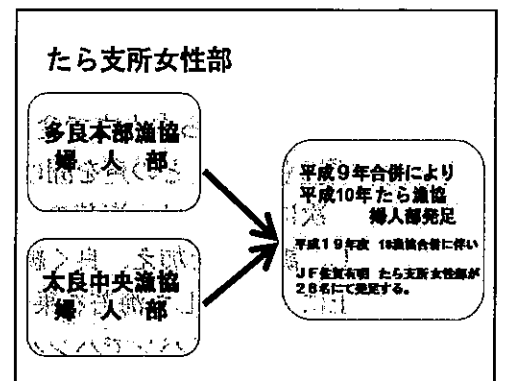 たら支所女性部
多良本部漁協
婦　人　部
太良中央漁協
婦　人　部
平成９年合併により
平成10年 たら漁協
婦人部発足
平成１９年度 18漁協合併に伴い
ＪＦ佐賀有明 たら支所女性部が
２８名にて発足する。